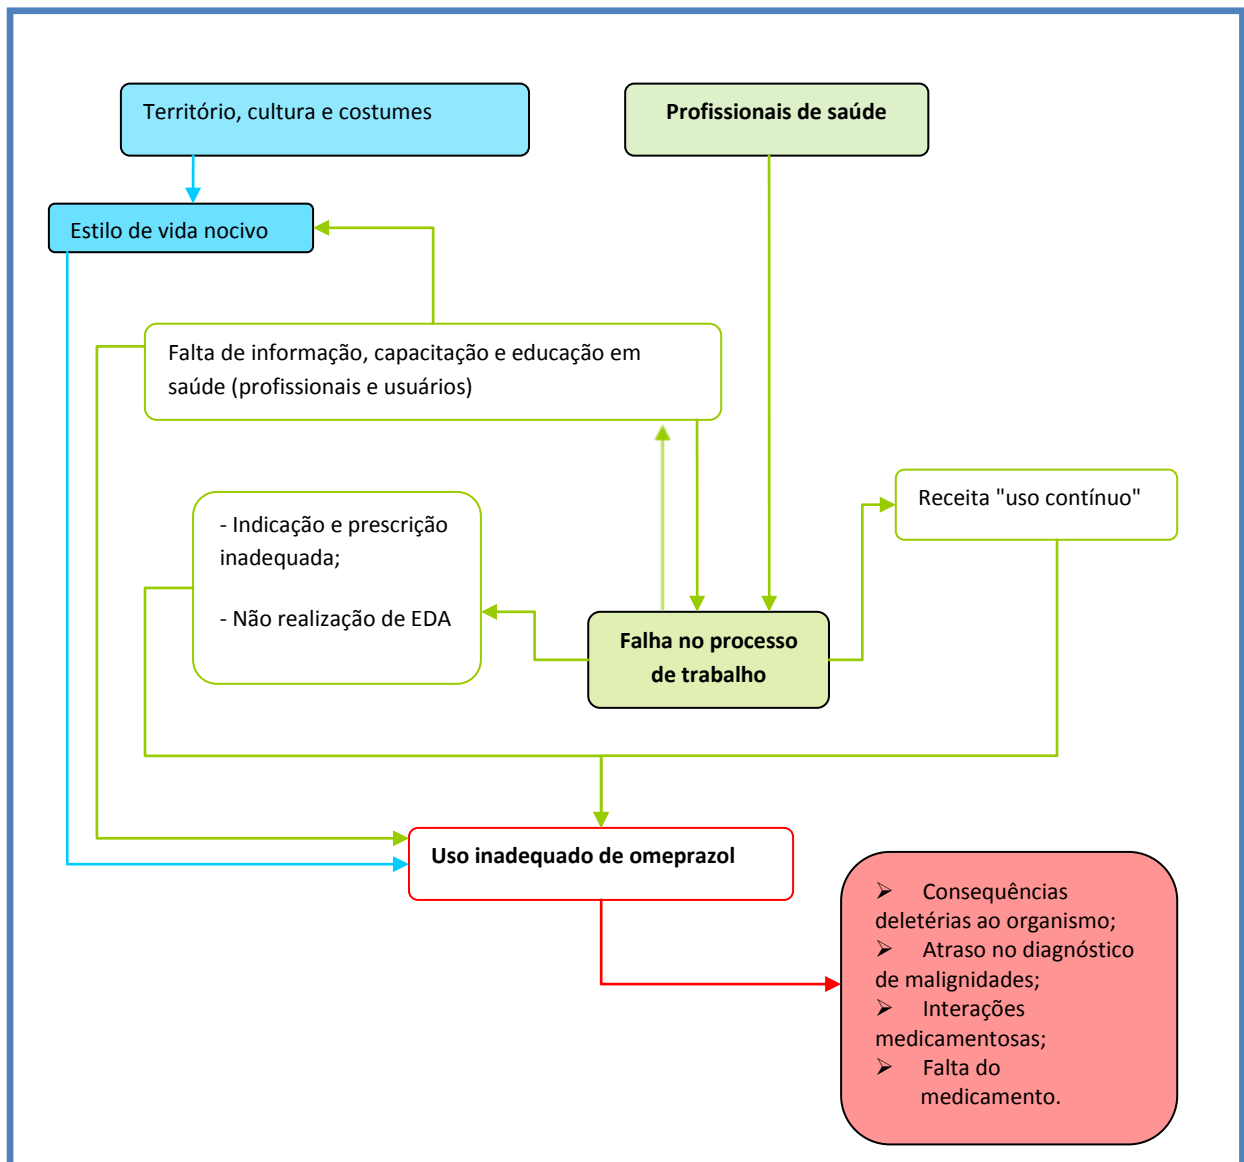 Território, cultura e costumes
Profissionais de saúde
Estilo de vida nocivo
Falta de informação, capacitação e educação em
saúde (profissionais e usuários)
Receita "uso contínuo"
- Indicação e prescrição
inadequada;
- Não realização de EDA
Falha no processo
de trabalho
Uso inadequado de omeprazol
➢ Consequências
deletérias ao organismo;
➢ Atraso no diagnóstico
de malignidades;
➢ Interações
medicamentosas;
➢ Falta do
medicamento.